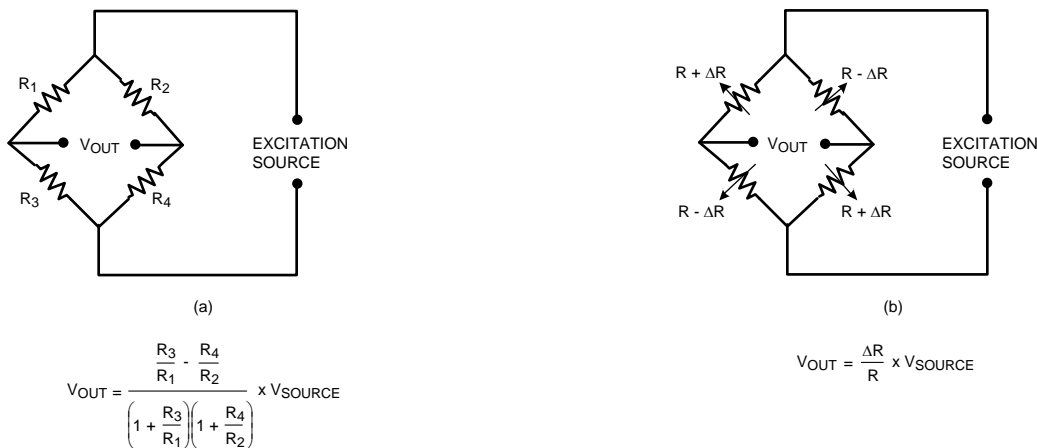 R1
R2
VOUT
R3
R4
EXCITATION
SOURCE
(a)
VOUT = (R3/R1 - R4/R2) / ((1 + R3/R1)(1 + R4/R2)) x VSOURCE
R + ΔR
R - ΔR
VOUT
R - ΔR
R + ΔR
EXCITATION
SOURCE
(b)
VOUT = ΔR/R x VSOURCE